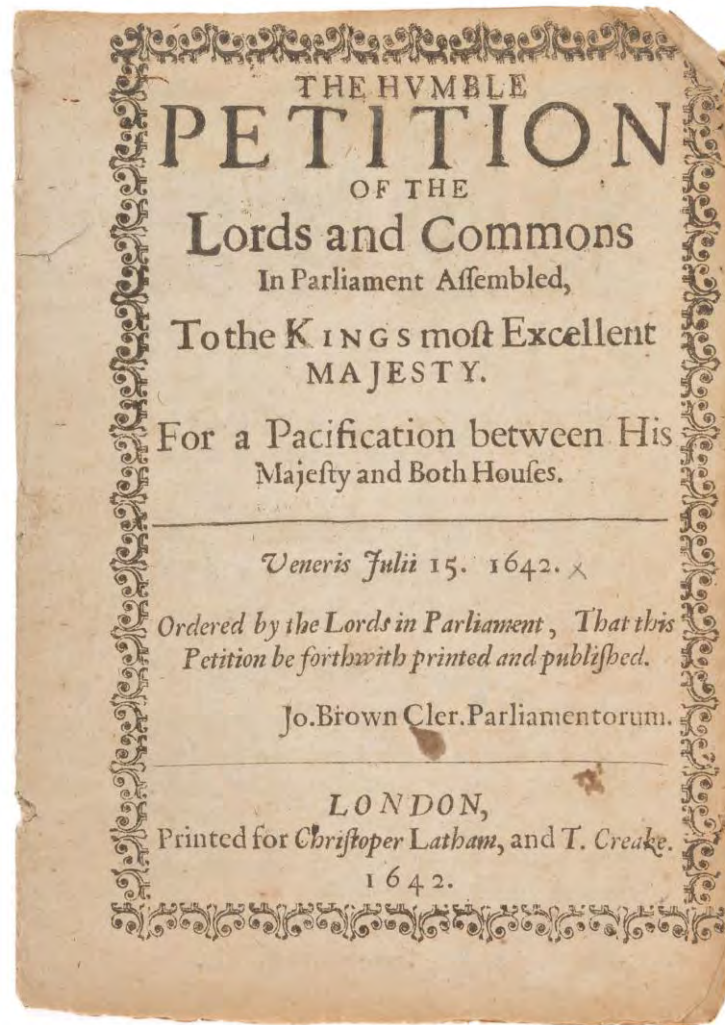 THE HVMBLE
PETITION
OF THE
Lords and Commons
In Parliament Aſſembled,
To the KINGS moſt Excellent
MAJESTY.
For a Pacification between His
Majeſty and Both Houſes.
Veneris Julii 15. 1642. x
Ordered by the Lords in Parliament, That this
Petition be forthwith printed and publiſhed.
Jo. Brown Cler. Parliamentorum.
LONDON,
Printed for Chriſtoper Latham, and T. Creake.
1642.